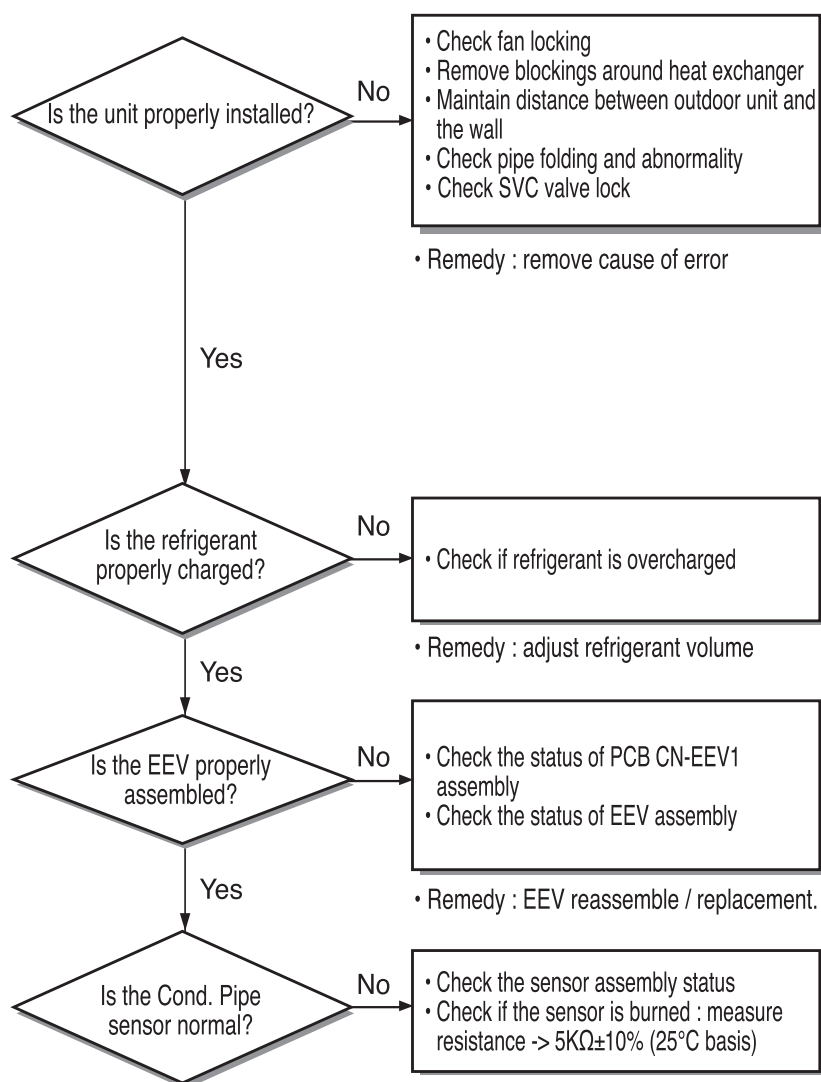 Is the unit properly installed?
No
• Check fan locking
• Remove blockings around heat exchanger
• Maintain distance between outdoor unit and
the wall
• Check pipe folding and abnormality
• Check SVC valve lock
• Remedy : remove cause of error
Yes
Is the refrigerant
properly charged?
No
• Check if refrigerant is overcharged
• Remedy : adjust refrigerant volume
Yes
Is the EEV properly
assembled?
No
• Check the status of PCB CN-EEV1
assembly
• Check the status of EEV assembly
• Remedy : EEV reassemble / replacement.
Yes
Is the Cond. Pipe
sensor normal?
No
• Check the sensor assembly status
• Check if the sensor is burned : measure
resistance -> 5KΩ±10% (25°C basis)